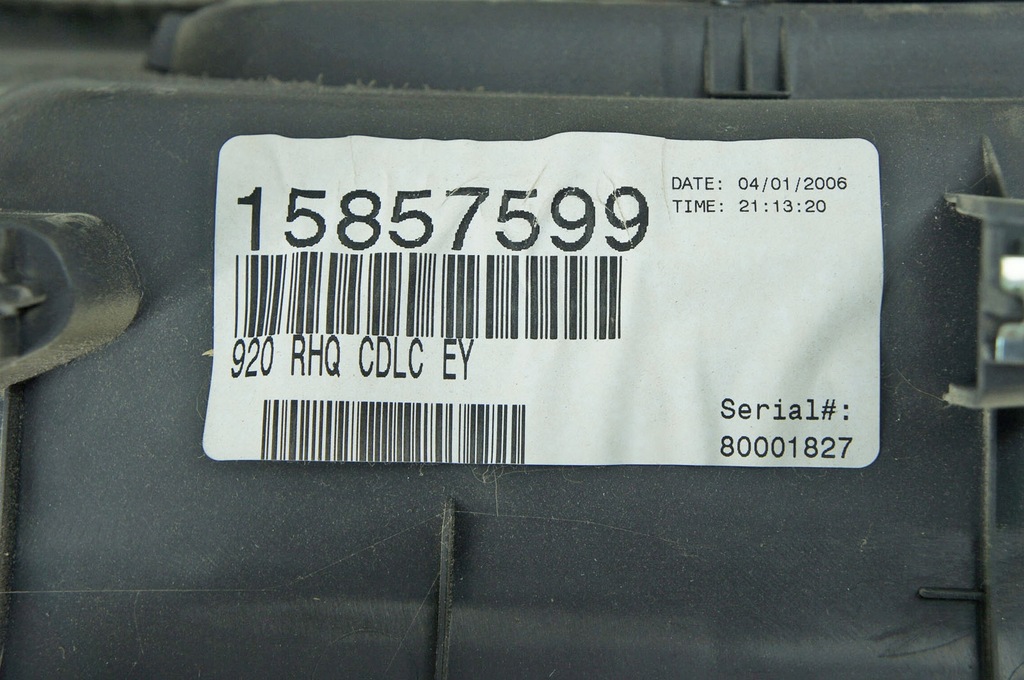 15857599
DATE: 04/01/2006
TIME: 21:13:20
920 RHQ CDLC EY
Serial#:
80001827